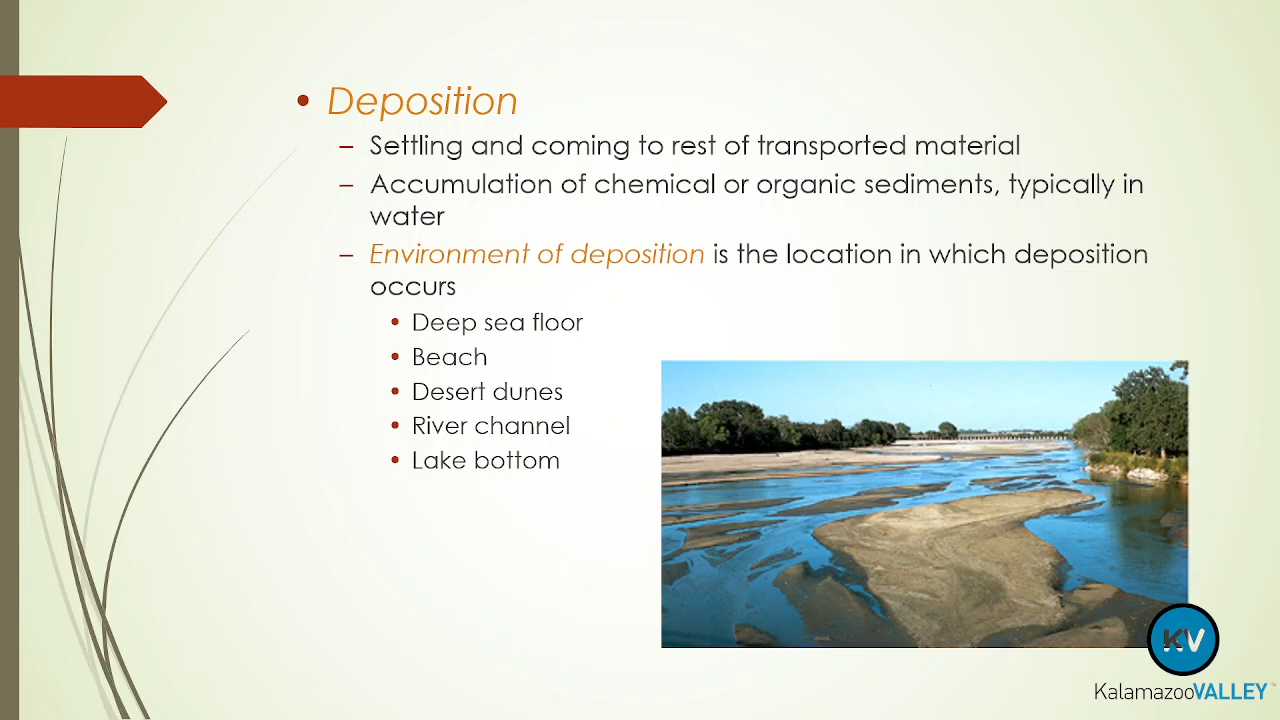 • Deposition
– Settling and coming to rest of transported material
– Accumulation of chemical or organic sediments, typically in
water
– Environment of deposition is the location in which deposition
occurs
• Deep sea floor
• Beach
• Desert dunes
• River channel
• Lake bottom
KV
KalamazooVALLEY™